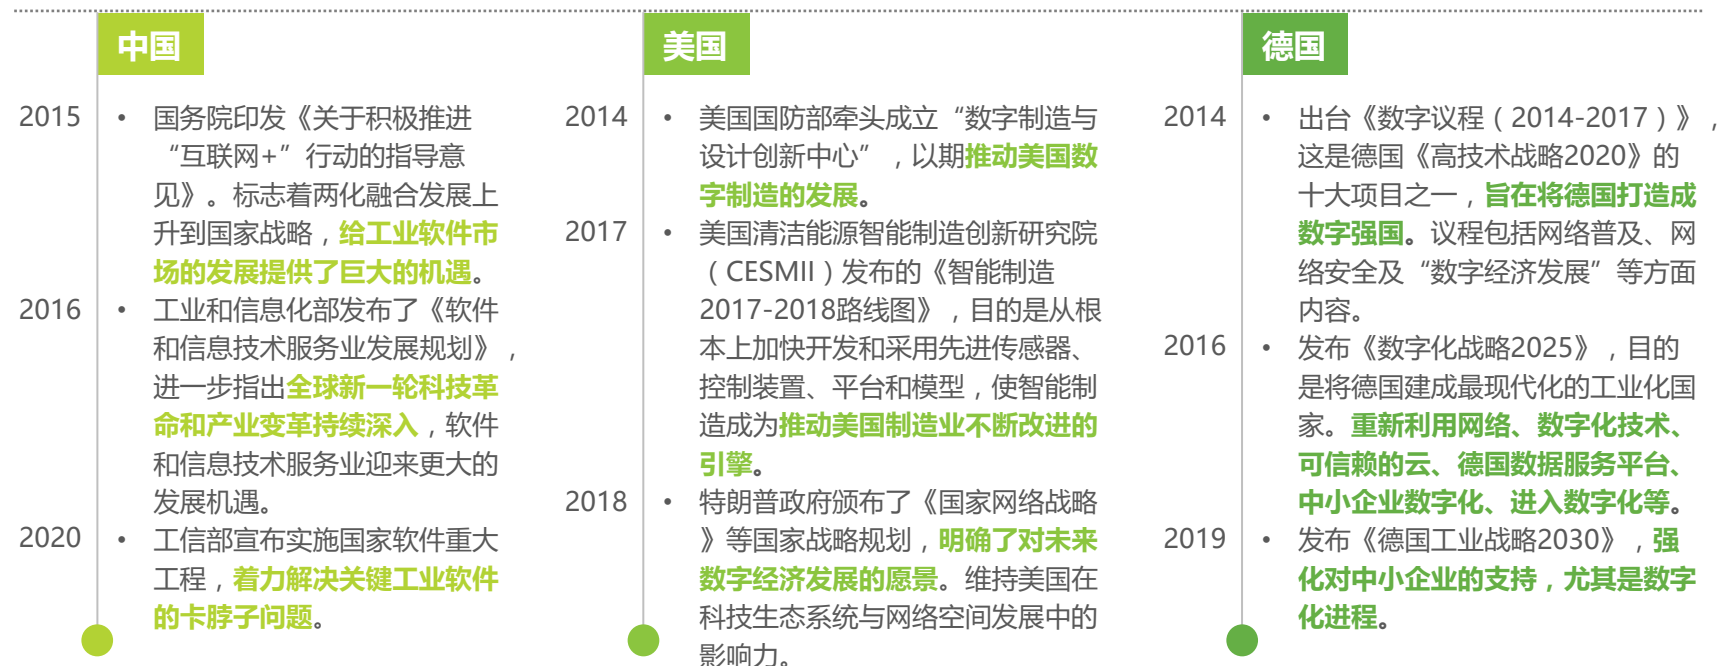 中国
2015
• 国务院印发《关于积极推进
“互联网+”行动的指导意
见》。标志着两化融合发展上
升到国家战略，给工业软件市
场的发展提供了巨大的机遇。
2016
• 工业和信息化部发布了《软件
和信息技术服务业发展规划》，
进一步指出全球新一轮科技革
命和产业变革持续深入，软件
和信息技术服务业迎来更大的
发展机遇。
2020
• 工信部宣布实施国家软件重大
工程，着力解决关键工业软件
的卡脖子问题。
美国
2014
• 美国国防部牵头成立“数字制造与
设计创新中心”，以期推动美国数
字制造的发展。
2017
• 美国清洁能源智能制造创新研究院
（CESMII）发布的《智能制造
2017-2018路线图》，目的是从根
本上加快开发和采用先进传感器、
控制装置、平台和模型，使智能制
造成为推动美国制造业不断改进的
引擎。
2018
• 特朗普政府颁布了《国家网络战略
》等国家战略规划，明确了对未来
数字经济发展的愿景。维持美国在
科技生态系统与网络空间发展中的
影响力。
德国
2014
• 出台《数字议程（2014-2017）》，
这是德国《高技术战略2020》的
十大项目之一，旨在将德国打造成
数字强国。议程包括网络普及、网
络安全及“数字经济发展”等方面
内容。
2016
• 发布《数字化战略2025》，目的
是将德国建成最现代化的工业化国
家。重新利用网络、数字化技术、
可信赖的云、德国数据服务平台、
中小企业数字化、进入数字化等。
2019
• 发布《德国工业战略2030》，强
化对中小企业的支持，尤其是数字
化进程。